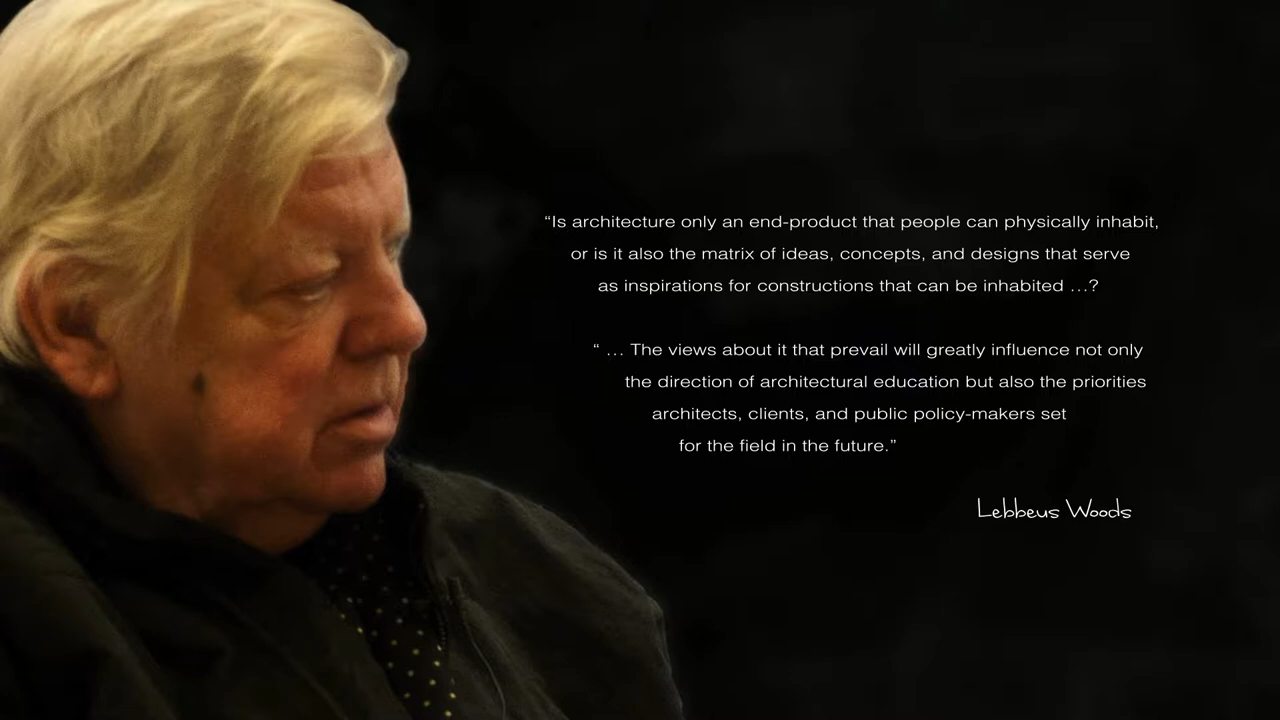 “Is architecture only an end-product that people can physically inhabit,
or is it also the matrix of ideas, concepts, and designs that serve
as inspirations for constructions that can be inhabited …?
“ … The views about it that prevail will greatly influence not only
the direction of architectural education but also the priorities
architects, clients, and public policy-makers set
for the field in the future.”
Lebbeus Woods